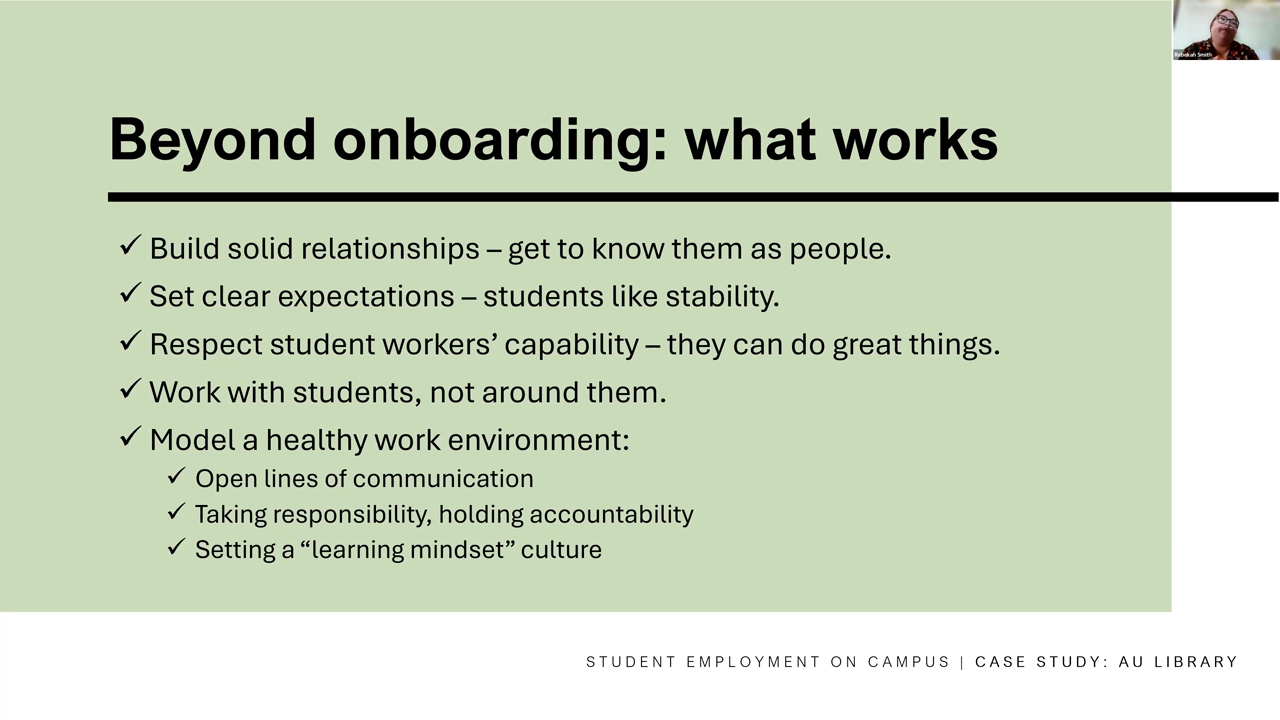 Rebekah Smith
Beyond onboarding: what works
✓ Build solid relationships – get to know them as people.
✓ Set clear expectations – students like stability.
✓ Respect student workers’ capability – they can do great things.
✓ Work with students, not around them.
✓ Model a healthy work environment:
✓ Open lines of communication
✓ Taking responsibility, holding accountability
✓ Setting a “learning mindset” culture
STUDENT EMPLOYMENT ON CAMPUS | CASE STUDY: AU LIBRARY